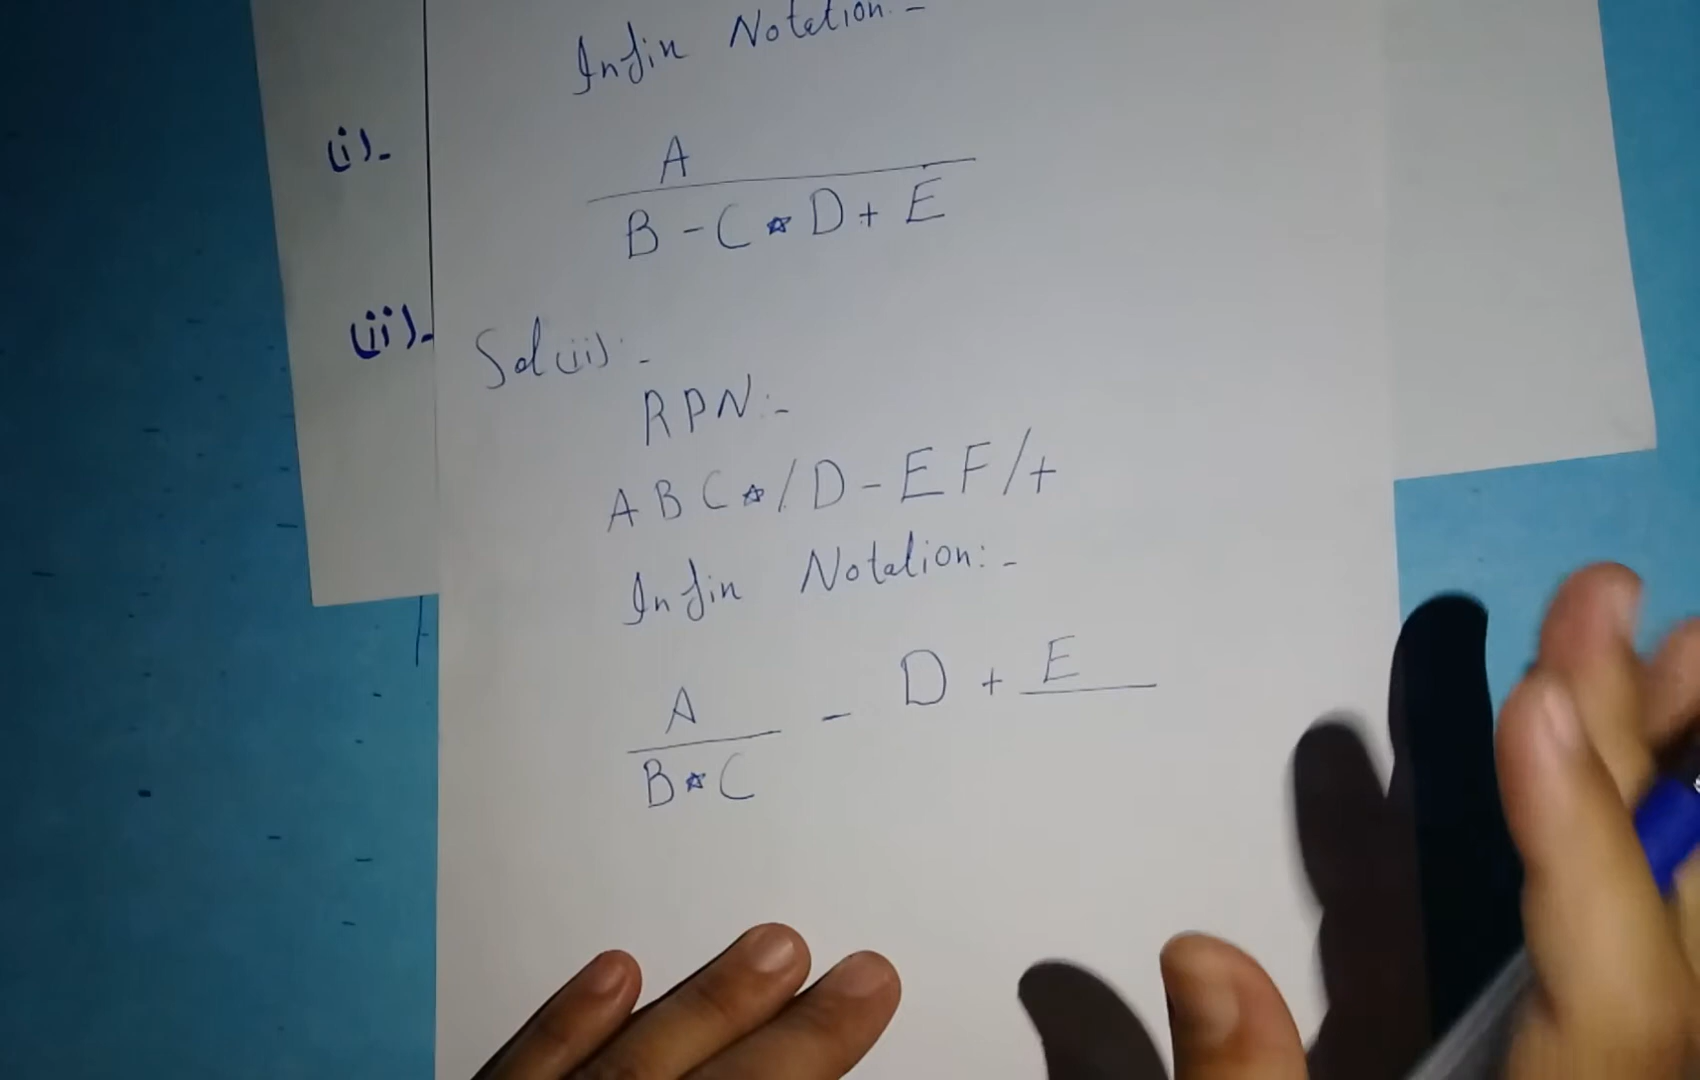 Infix Notation:-
(i)-
A
B - C * D + E
(ii)-
Sol (ii):-
RPN:-
A B C * / D - E F / +
Infix Notation:-
A - D + E
B * C